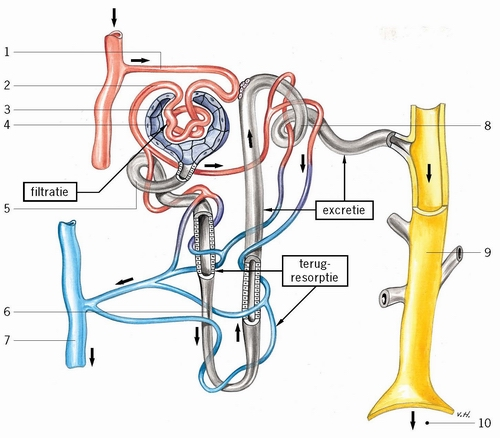 1
2
3
4
filtratie
5
6
7
excretie
terug-
resorptie
8
9
v.H.
10